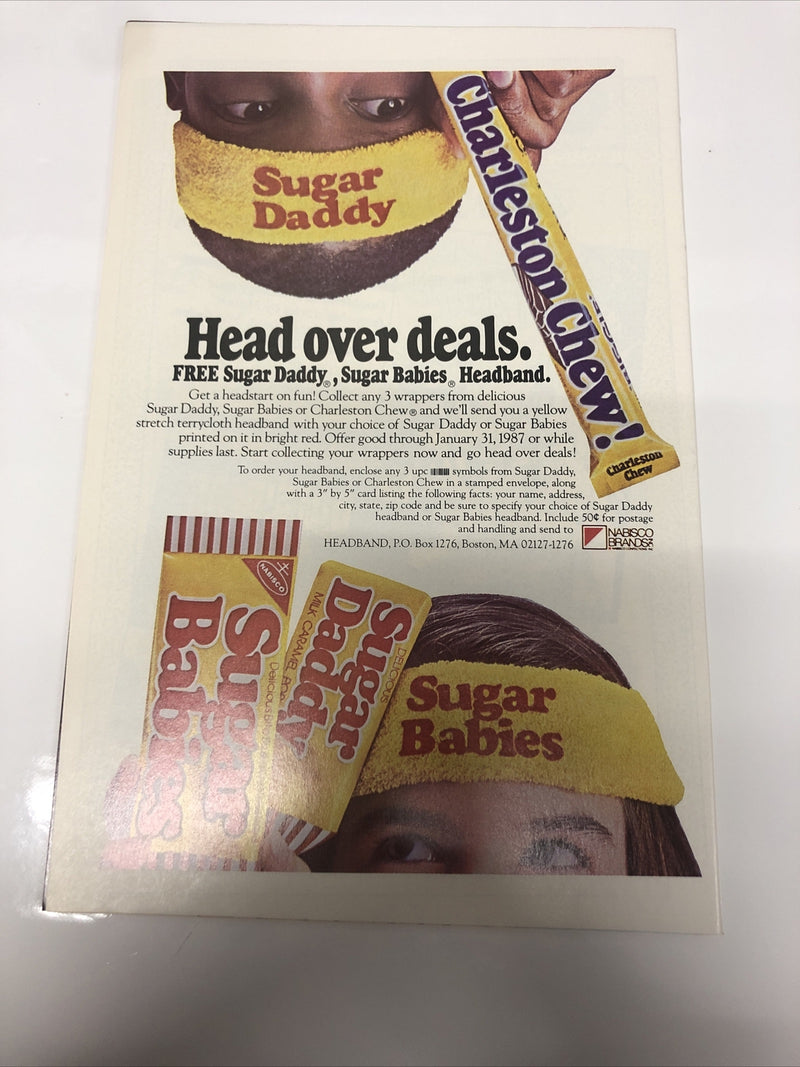 Sugar
Daddy
Charleston Chew!
Charleston
Chew
Head over deals.
FREE Sugar Daddy®, Sugar Babies® Headband.
Get a headstart on fun! Collect any 3 wrappers from delicious
Sugar Daddy, Sugar Babies or Charleston Chew® and we'll send you a yellow
stretch terrycloth headband with your choice of Sugar Daddy or Sugar Babies
printed on it in bright red. Offer good through January 31, 1987 or while
supplies last. Start collecting your wrappers now and go head over deals!
To order your headband, enclose any 3 upc symbols from Sugar Daddy,
Sugar Babies or Charleston Chew in a stamped envelope, along
with a 3" by 5" card listing the following facts: your name, address,
city, state, zip code and be sure to specify your choice of Sugar Daddy
headband or Sugar Babies headband. Include 50¢ for postage
and handling and send to
HEADBAND, P.O. Box 1276, Boston, MA 02127-1276
NABISCO
BRANDS
NABISCO
Sugar
Babies
DELICIOUS
Sugar
Daddy
MILK CARAMEL POP
Sugar
Babies